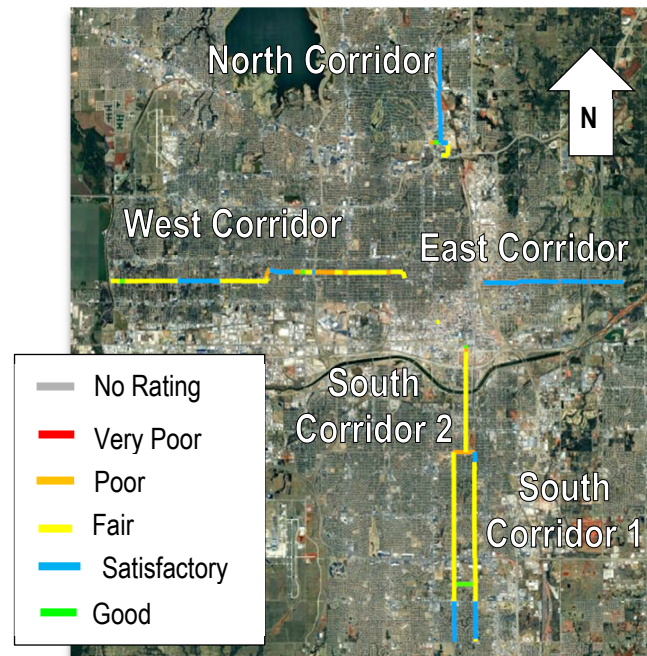 North Corridor
N
West Corridor
East Corridor
South
Corridor 2
South
Corridor 1
No Rating
Very Poor
Poor
Fair
Satisfactory
Good